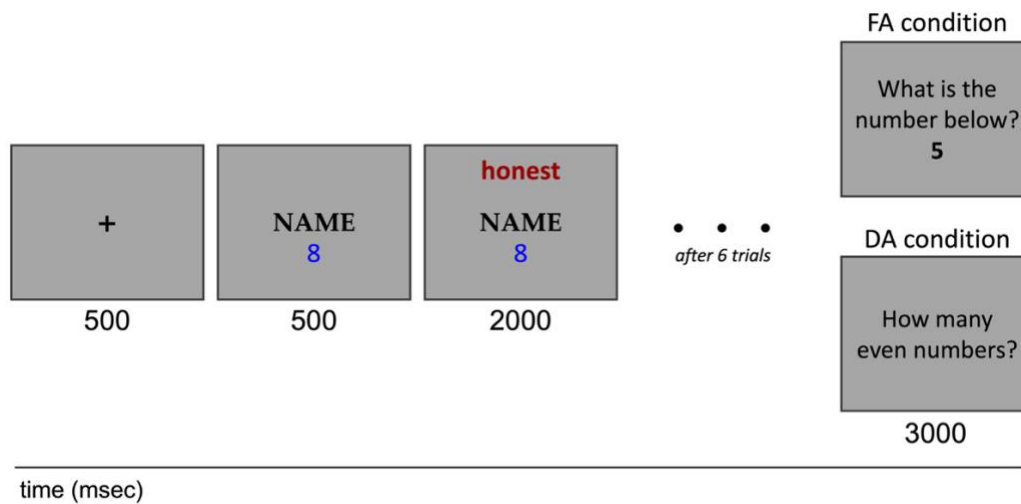 FA condition
What is the
number below?
5
+
500
NAME
8
500
honest
NAME
8
2000
after 6 trials
DA condition
How many
even numbers?
3000
time (msec)